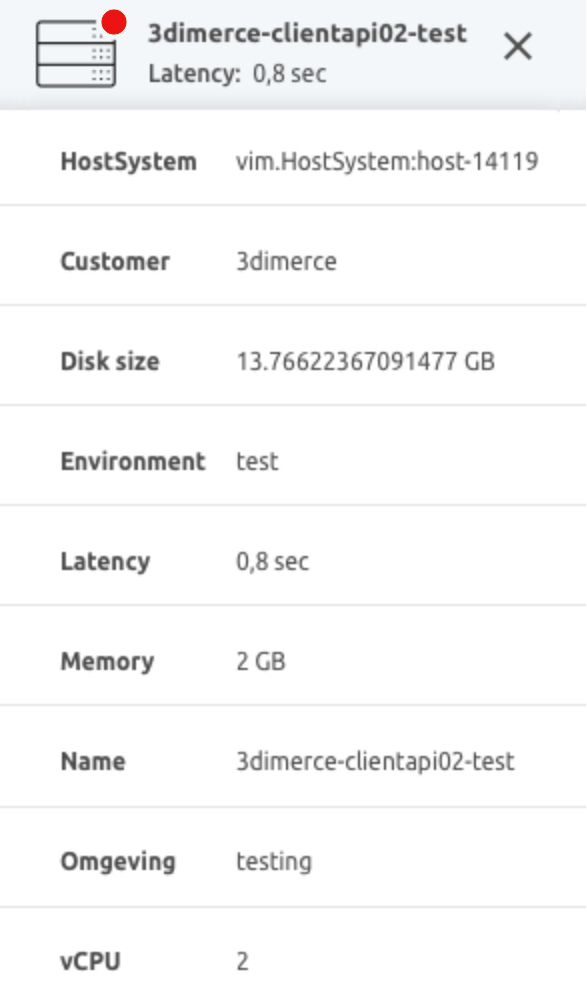 3dimerce-clientapi02-test
Latency: 0,8 sec
HostSystem vim.HostSystem:host-14119
Customer 3dimerce
Disk size 13.76622367091477 GB
Environment test
Latency 0,8 sec
Memory 2 GB
Name 3dimerce-clientapi02-test
Omgeving testing
vCPU 2